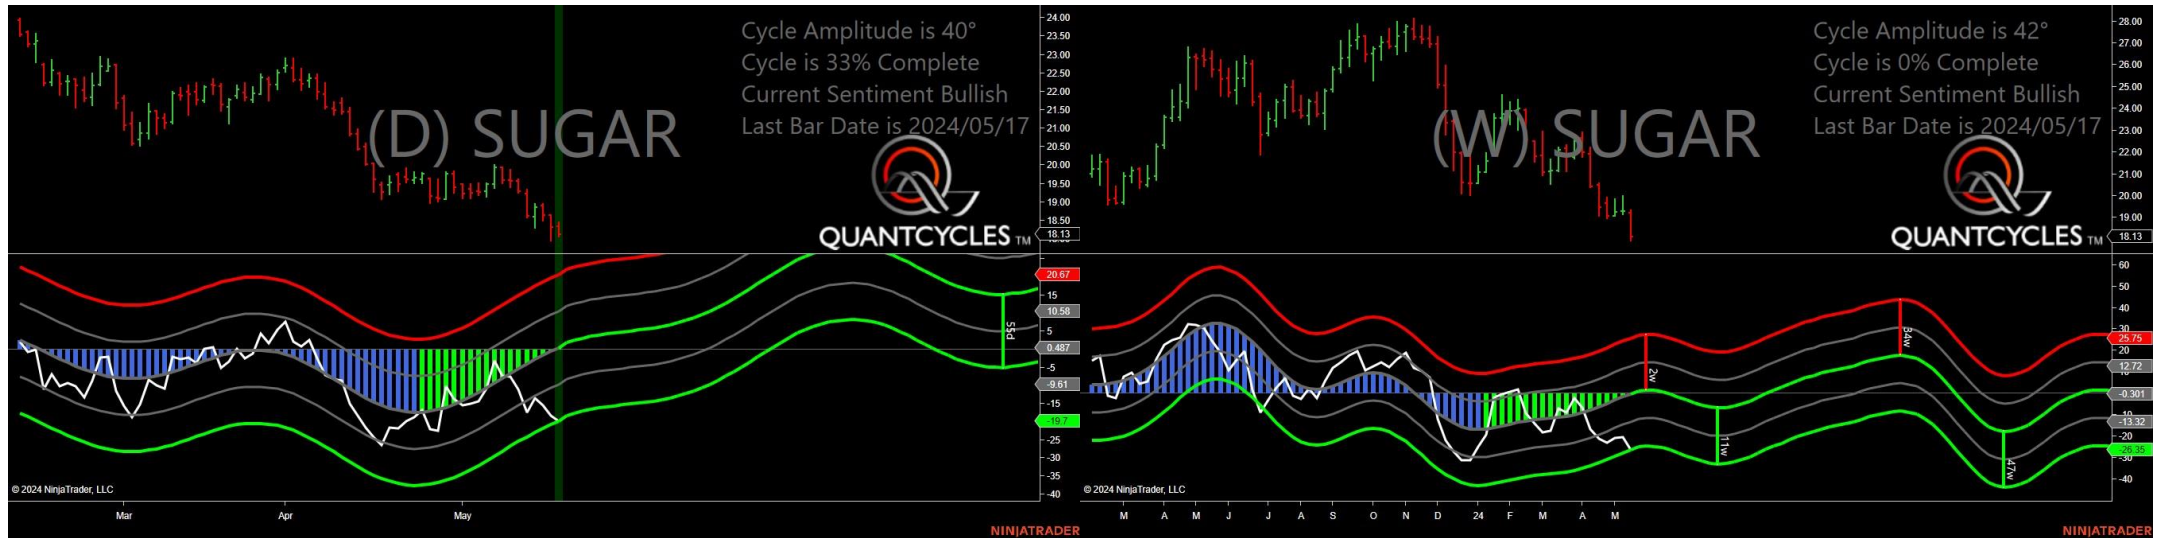 Cycle Amplitude is 40°
Cycle is 33% Complete
Current Sentiment Bullish
Last Bar Date is 2024/05/17
(D) SUGAR
QUANTCYCLES TM
24.00
23.50
23.00
22.50
22.00
21.50
21.00
20.50
20.00
19.50
19.00
18.50
18.13
20.67
15
10.58
5
0.487
-5
-9.61
-15
-19.7
-25
-30
-35
-40
55d
© 2024 NinjaTrader, LLC
Mar Apr May
NINJATRADER
Cycle Amplitude is 42°
Cycle is 0% Complete
Current Sentiment Bullish
Last Bar Date is 2024/05/17
(W) SUGAR
QUANTCYCLES TM
28.00
27.00
26.00
25.00
24.00
23.00
22.00
21.00
20.00
19.00
18.13
60
50
40
30
25.75
20
12.72
-0.301
-10
-13.32
-20
-26.35
-30
-40
2w
11w
84w
47w
© 2024 NinjaTrader, LLC
M A M J J A S O N D 24 F M A M
NINJATRADER